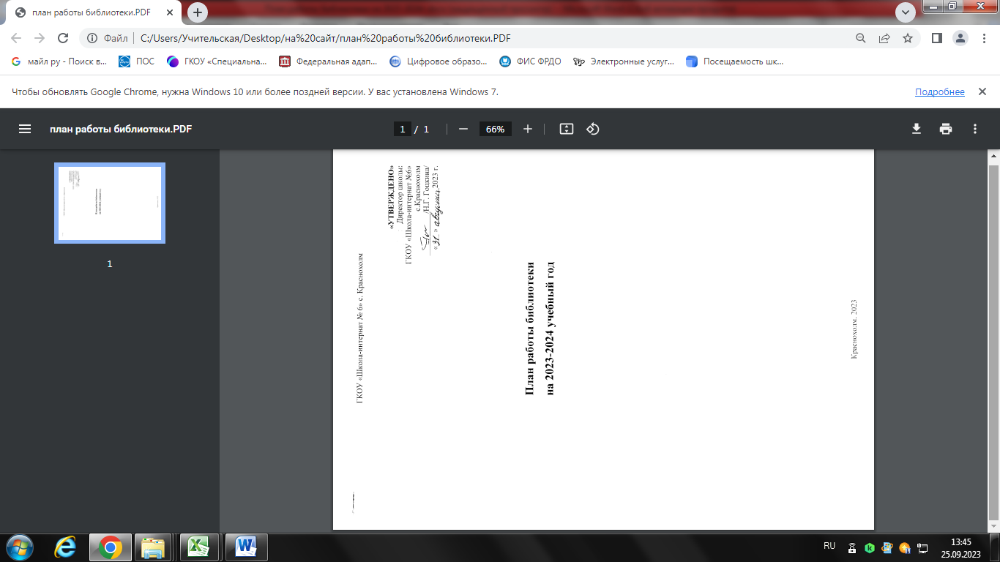 план работы библиотеки.PDF
Файл
C:/Users/Учительская/Desktop/на%20сайт/план%20работы%20библиотеки.PDF
майл ру - Поиск в...
ПОС
ГКОУ «Специальна...
Федеральная адап...
Цифровое образо...
ФИС ФРДО
Электронные услуг...
Посещаемость шк...
Чтобы обновлять Google Chrome, нужна Windows 10 или более поздней версии. У вас установлена Windows 7.
Подробнее
план работы библиотеки.PDF
1 / 1
66%
1
ГКОУ «Школа-интернат № 6» с. Краснохолм
«УТВЕРЖДЕНО»
Директор школы:
ГКОУ «Школа-интернат №6»
с.Краснохолм
/Н.Г. Гоцкина/
«31» августа 2023 г.
План работы библиотеки
на 2023-2024 учебный год
Краснохолм, 2023
RU
13:45
25.09.2023